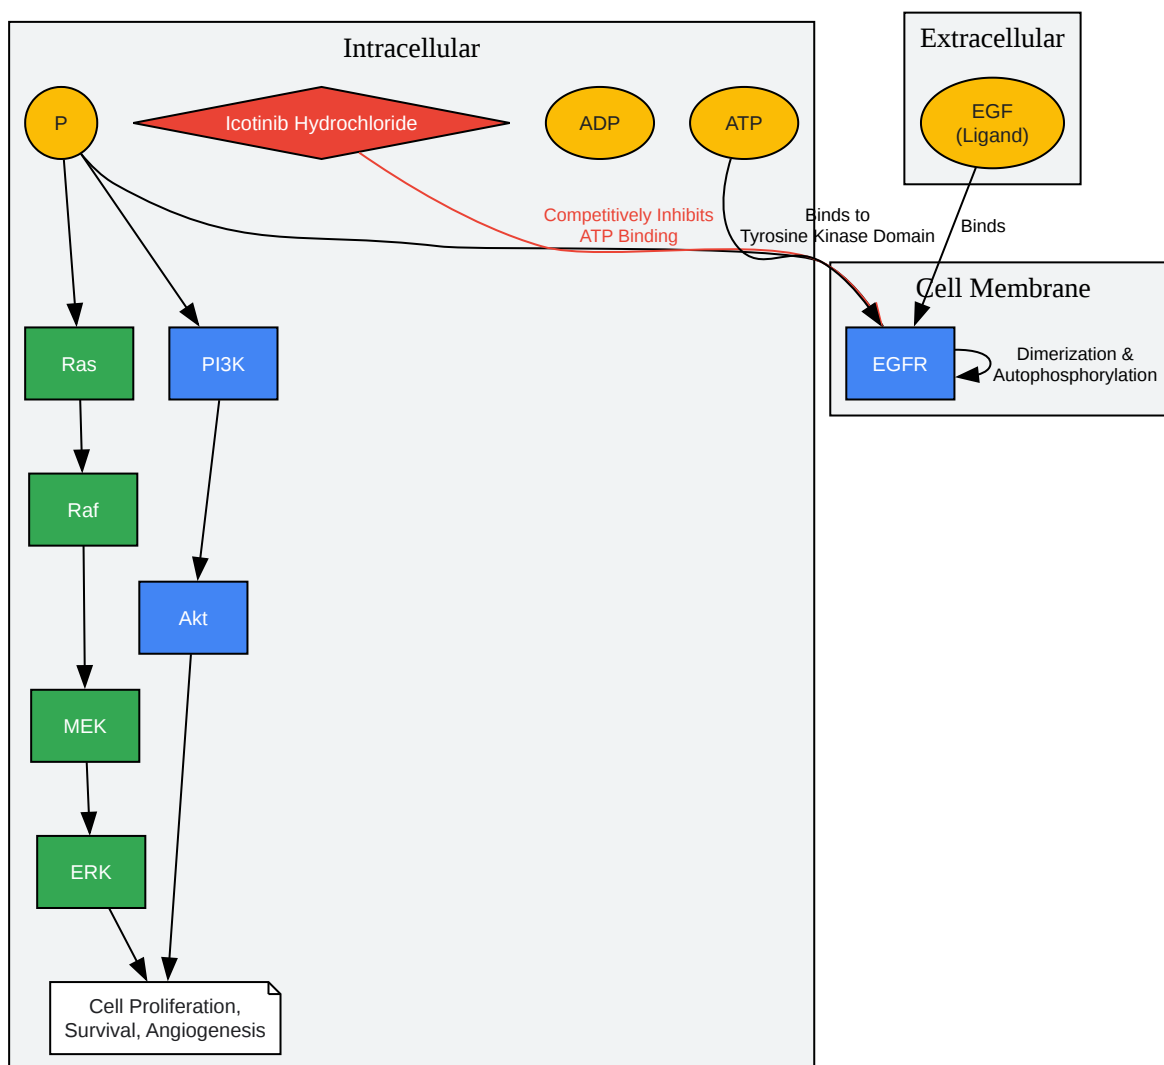 Intracellular
Extracellular
P
Icotinib Hydrochloride
ADP
ATP
EGF
(Ligand)
Competitively Inhibits
ATP Binding
Binds to
Tyrosine Kinase Domain
Binds
Cell Membrane
Ras
PI3K
EGFR
Dimerization &
Autophosphorylation
Raf
Akt
MEK
ERK
Cell Proliferation,
Survival, Angiogenesis